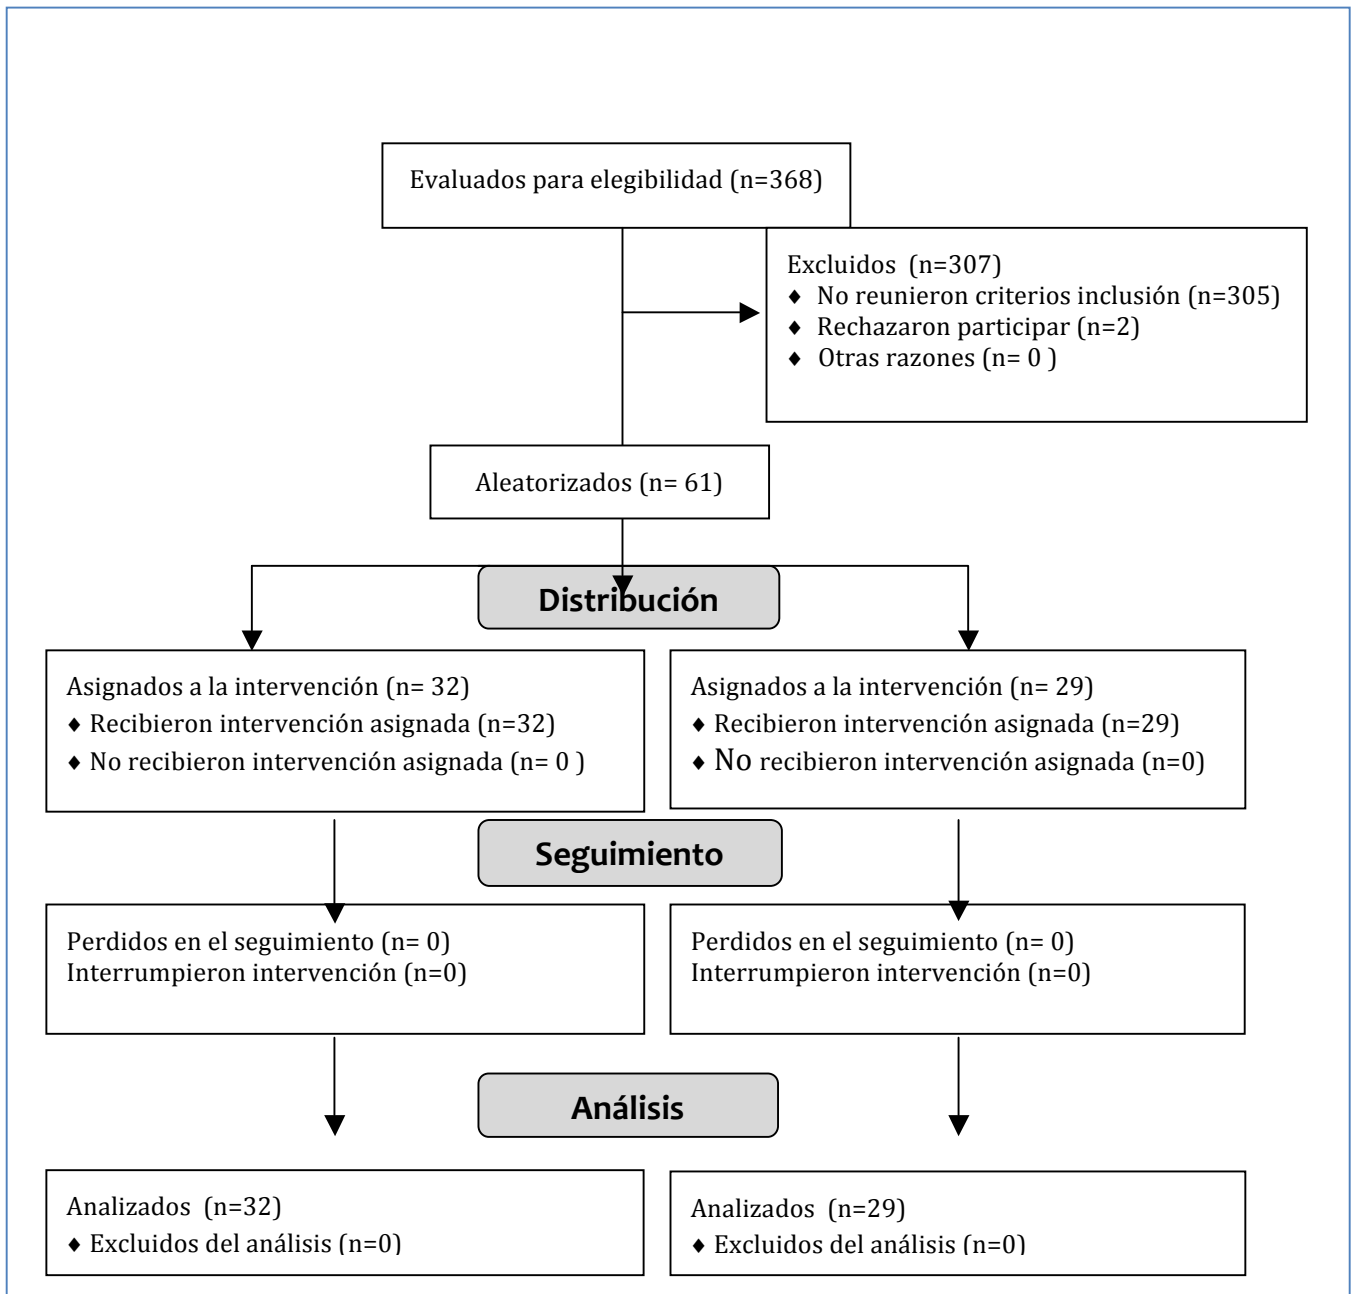 Evaluados para elegibilidad (n=368)
Excluidos (n=307)
♦ No reunieron criterios inclusión (n=305)
♦ Rechazaron participar (n=2)
♦ Otras razones (n= 0 )
Aleatorizados (n= 61)
Distribución
Asignados a la intervención (n= 32)
♦ Recibieron intervención asignada (n=32)
♦ No recibieron intervención asignada (n= 0 )
Asignados a la intervención (n= 29)
♦ Recibieron intervención asignada (n=29)
♦ No recibieron intervención asignada (n=0)
Seguimiento
Perdidos en el seguimiento (n= 0)
Interrumpieron intervención (n=0)
Perdidos en el seguimiento (n= 0)
Interrumpieron intervención (n=0)
Análisis
Analizados (n=32)
♦ Excluidos del análisis (n=0)
Analizados (n=29)
♦ Excluidos del análisis (n=0)